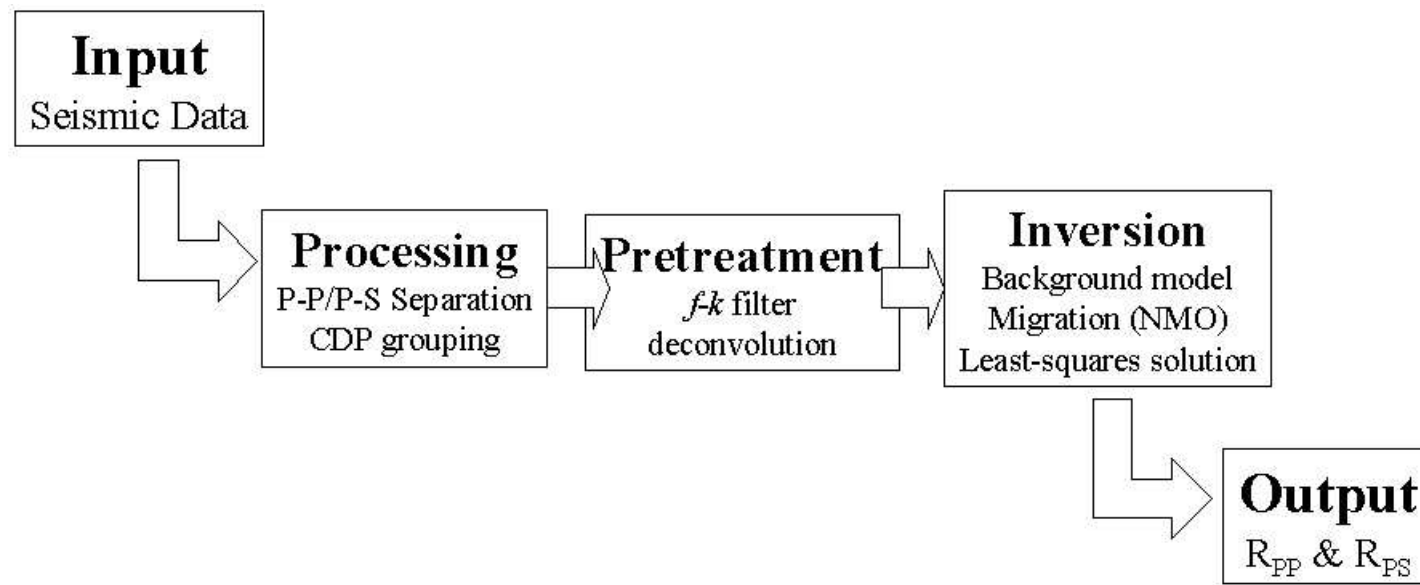 Input
Seismic Data
Processing
P-P/P-S Separation
CDP grouping
Pretreatment
f-k filter
deconvolution
Inversion
Background model
Migration (NMO)
Least-squares solution
Output
RPP & RPS